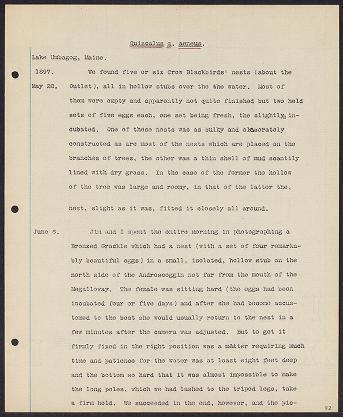 Quiscalus q. aeneus.
Lake Umbagog, Maine.
1897. We found five or six Crow Blackbirds' nests (about the
May 28. Outlet), all in hollow stubs over the the water. Most of
them were empty and apparently not quite finished but two held
sets of five eggs each, one set being fresh, the slightly in-
cubated. One of these nests was as bulky and elaborately
constructed as are most of the nests which are placed on the
branches of trees, the other was a thin shell of mud scantily
lined with dry grass. In the case of the former the hollow
of the tree was large and roomy, in that of the latter the
nest, slight as it was, fitted it closely all around.
June 6. Jim and I spent the entire morning in photographing a
Bronzed Grackle which had a nest (with a set of four remarka-
bly beautiful eggs) in a small, isolated, hollow stub on the
north side of the Androscoggin not far from the mouth of the
Megalloway. The female was sitting hard (the eggs had been
incubated four or five days) and after she had become accus-
tomed to the boat she would usually return to the nest in a
few minutes after the camera was adjusted. But to get it
firmly fixed in the right position was a matter requiring much
time and patience for the water was at least eight feet deep
and the bottom so hard that it was almost impossible to make
the long poles, which we had lashed to the tripod legs, take
a firm hold. We succeeded in the end, however, and the pic-
92